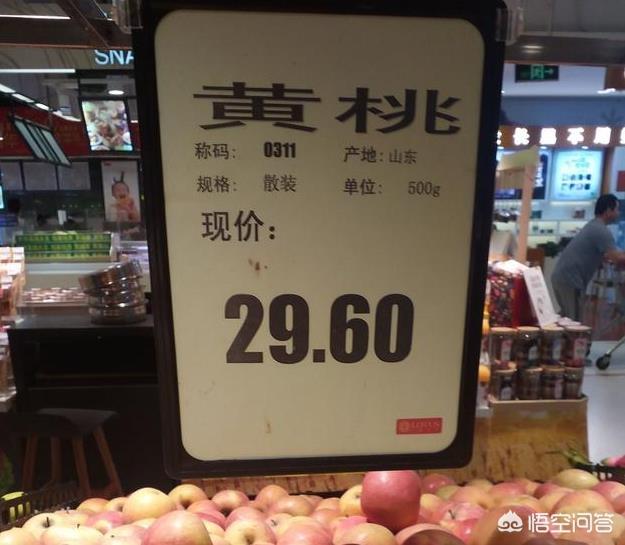 SNA
黄桃
称码: 0311 产地: 山东
规格: 散装 单位: 500g
现价:
29.60
LOTUS
悟空问答